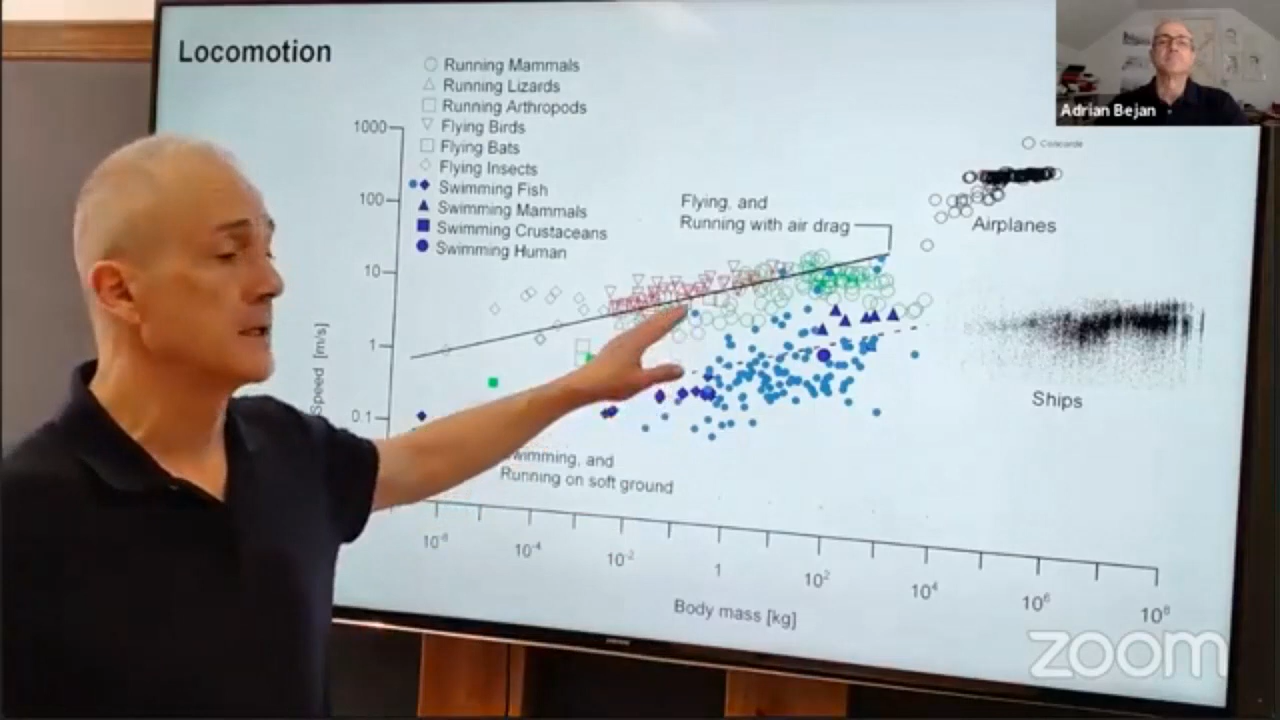 Locomotion
Running Mammals
Running Lizards
Running Arthropods
Flying Birds
Flying Bats
Flying Insects
Swimming Fish
Swimming Mammals
Swimming Crustaceans
Swimming Human
Adrian Bejan
1000
100
10
1
0.1
Speed [m/s]
Concorde
Flying, and
Running with air drag
Airplanes
Ships
Swimming, and
Running on soft ground
10⁻⁶
10⁻⁴
10⁻²
1
10²
10⁴
10⁶
10⁸
Body mass [kg]
zoom